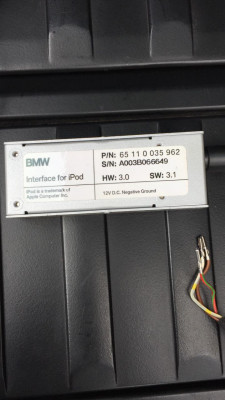 BMW
Interface for iPod
iPod is a trademark of
Apple Computer Inc.
P/N: 65 11 0 035 962
S/N: A003B066649
HW: 3.0 SW: 3.1
12V D.C. Negative Ground